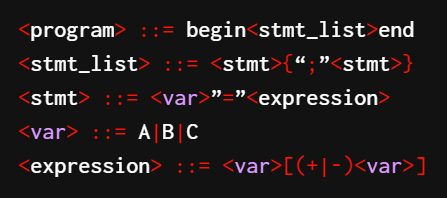 <program> ::= begin<stmt_list>end
<stmt_list> ::= <stmt>{“;”<stmt>}
<stmt> ::= <var>”=”<expression>
<var> ::= A|B|C
<expression> ::= <var>[(+|-)<var>]